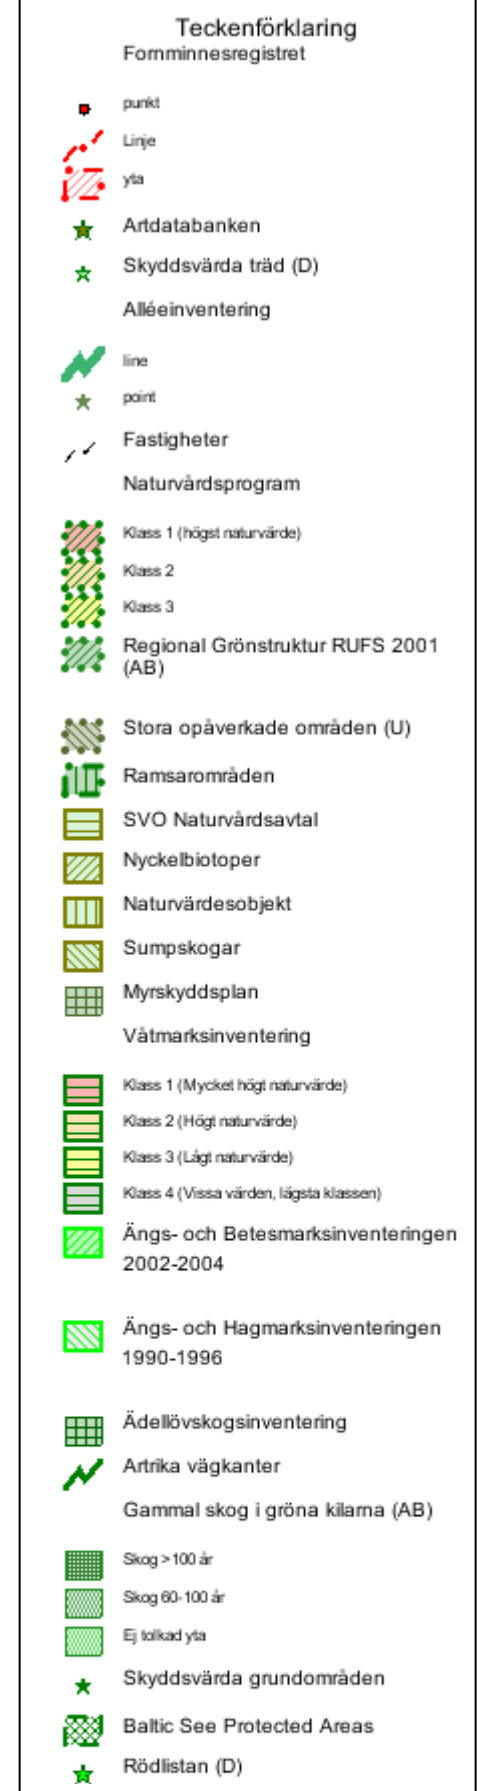 Teckenförklaring
Fornminnesregistret
punkt
Linje
yta
Artdatabanken
Skyddsvärda träd (D)
Alléeinventering
line
point
Fastigheter
Naturvårdsprogram
Klass 1 (högst naturvärde)
Klass 2
Klass 3
Regional Grönstruktur RUFS 2001
(AB)
Stora opåverkade områden (U)
Ramsarområden
SVO Naturvårdsavtal
Nyckelbiotoper
Naturvärdesobjekt
Sumpskogar
Myrskyddsplan
Våtmarksinventering
Klass 1 (Mycket högt naturvärde)
Klass 2 (Högt naturvärde)
Klass 3 (Lågt naturvärde)
Klass 4 (Vissa värden, lägsta klassen)
Ängs- och Betesmarksinventeringen
2002-2004
Ängs- och Hagmarksinventeringen
1990-1996
Ädellövskogsinventering
Artrika vägkanter
Gammal skog i gröna kilarna (AB)
Skog >100 år
Skog 60-100 år
Ej tolkad yta
Skyddsvärda grundområden
Baltic See Protected Areas
Rödlistan (D)